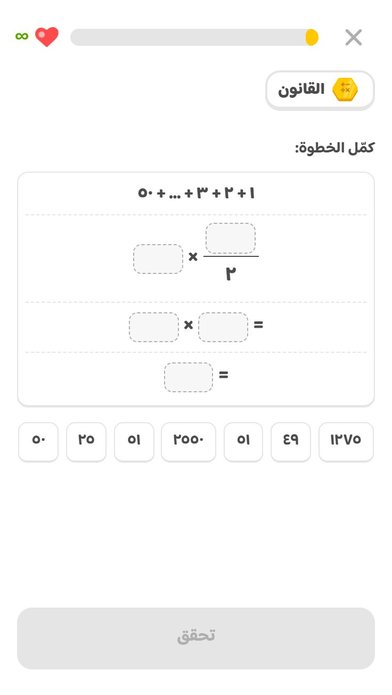 ∞
القانون
كمّل الخطوة:
١ + ٢ + ٣ + ... + ٥٠
×
٢
= ×
=
١٢٧٥ ٤٩ ٥١ ٢٥٥٠ ٥١ ٢٥ ٥٠
تحقق